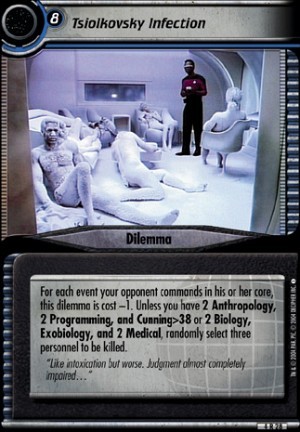 8
Tsiolkovsky Infection
Dilemma
For each event your opponent commands in his or her core,
this dilemma is cost –1. Unless you have 2 Anthropology,
2 Programming, and Cunning>38 or 2 Biology,
Exobiology, and 2 Medical, randomly select three
personnel to be killed.
"Like intoxication but worse. Judgment almost completely
impaired…"